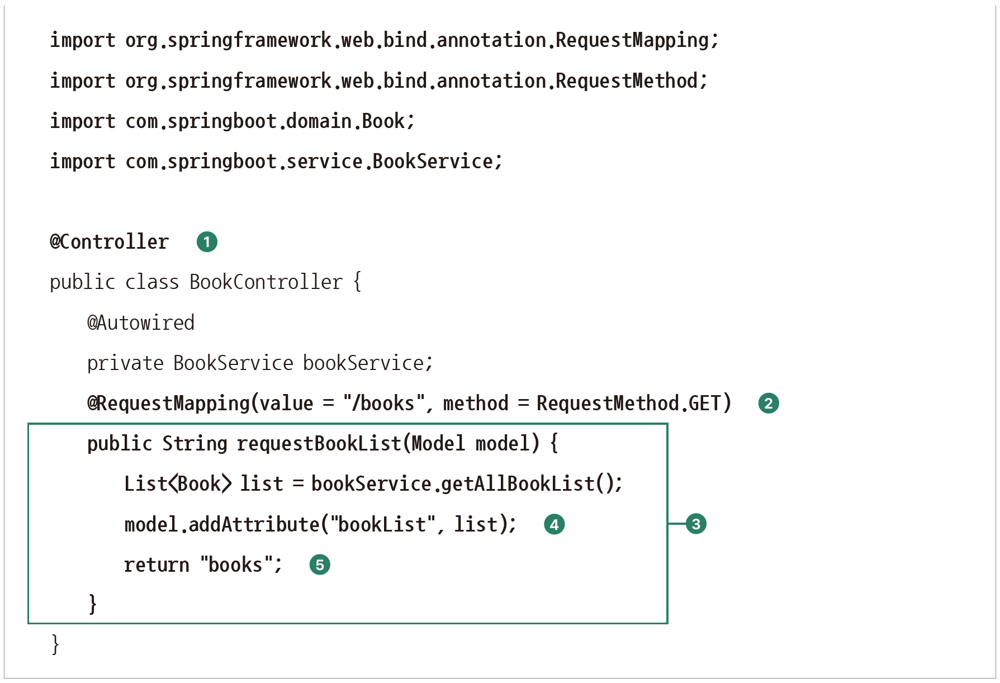 import org.springframework.web.bind.annotation.RequestMapping;
import org.springframework.web.bind.annotation.RequestMethod;
import com.springboot.domain.Book;
import com.springboot.service.BookService;
@Controller 1
public class BookController {
@Autowired
private BookService bookService;
@RequestMapping(value = "/books", method = RequestMethod.GET) 2
public String requestBookList(Model model) {
List<Book> list = bookService.getAllBookList();
model.addAttribute("bookList", list); 4 3
return "books"; 5
}
}